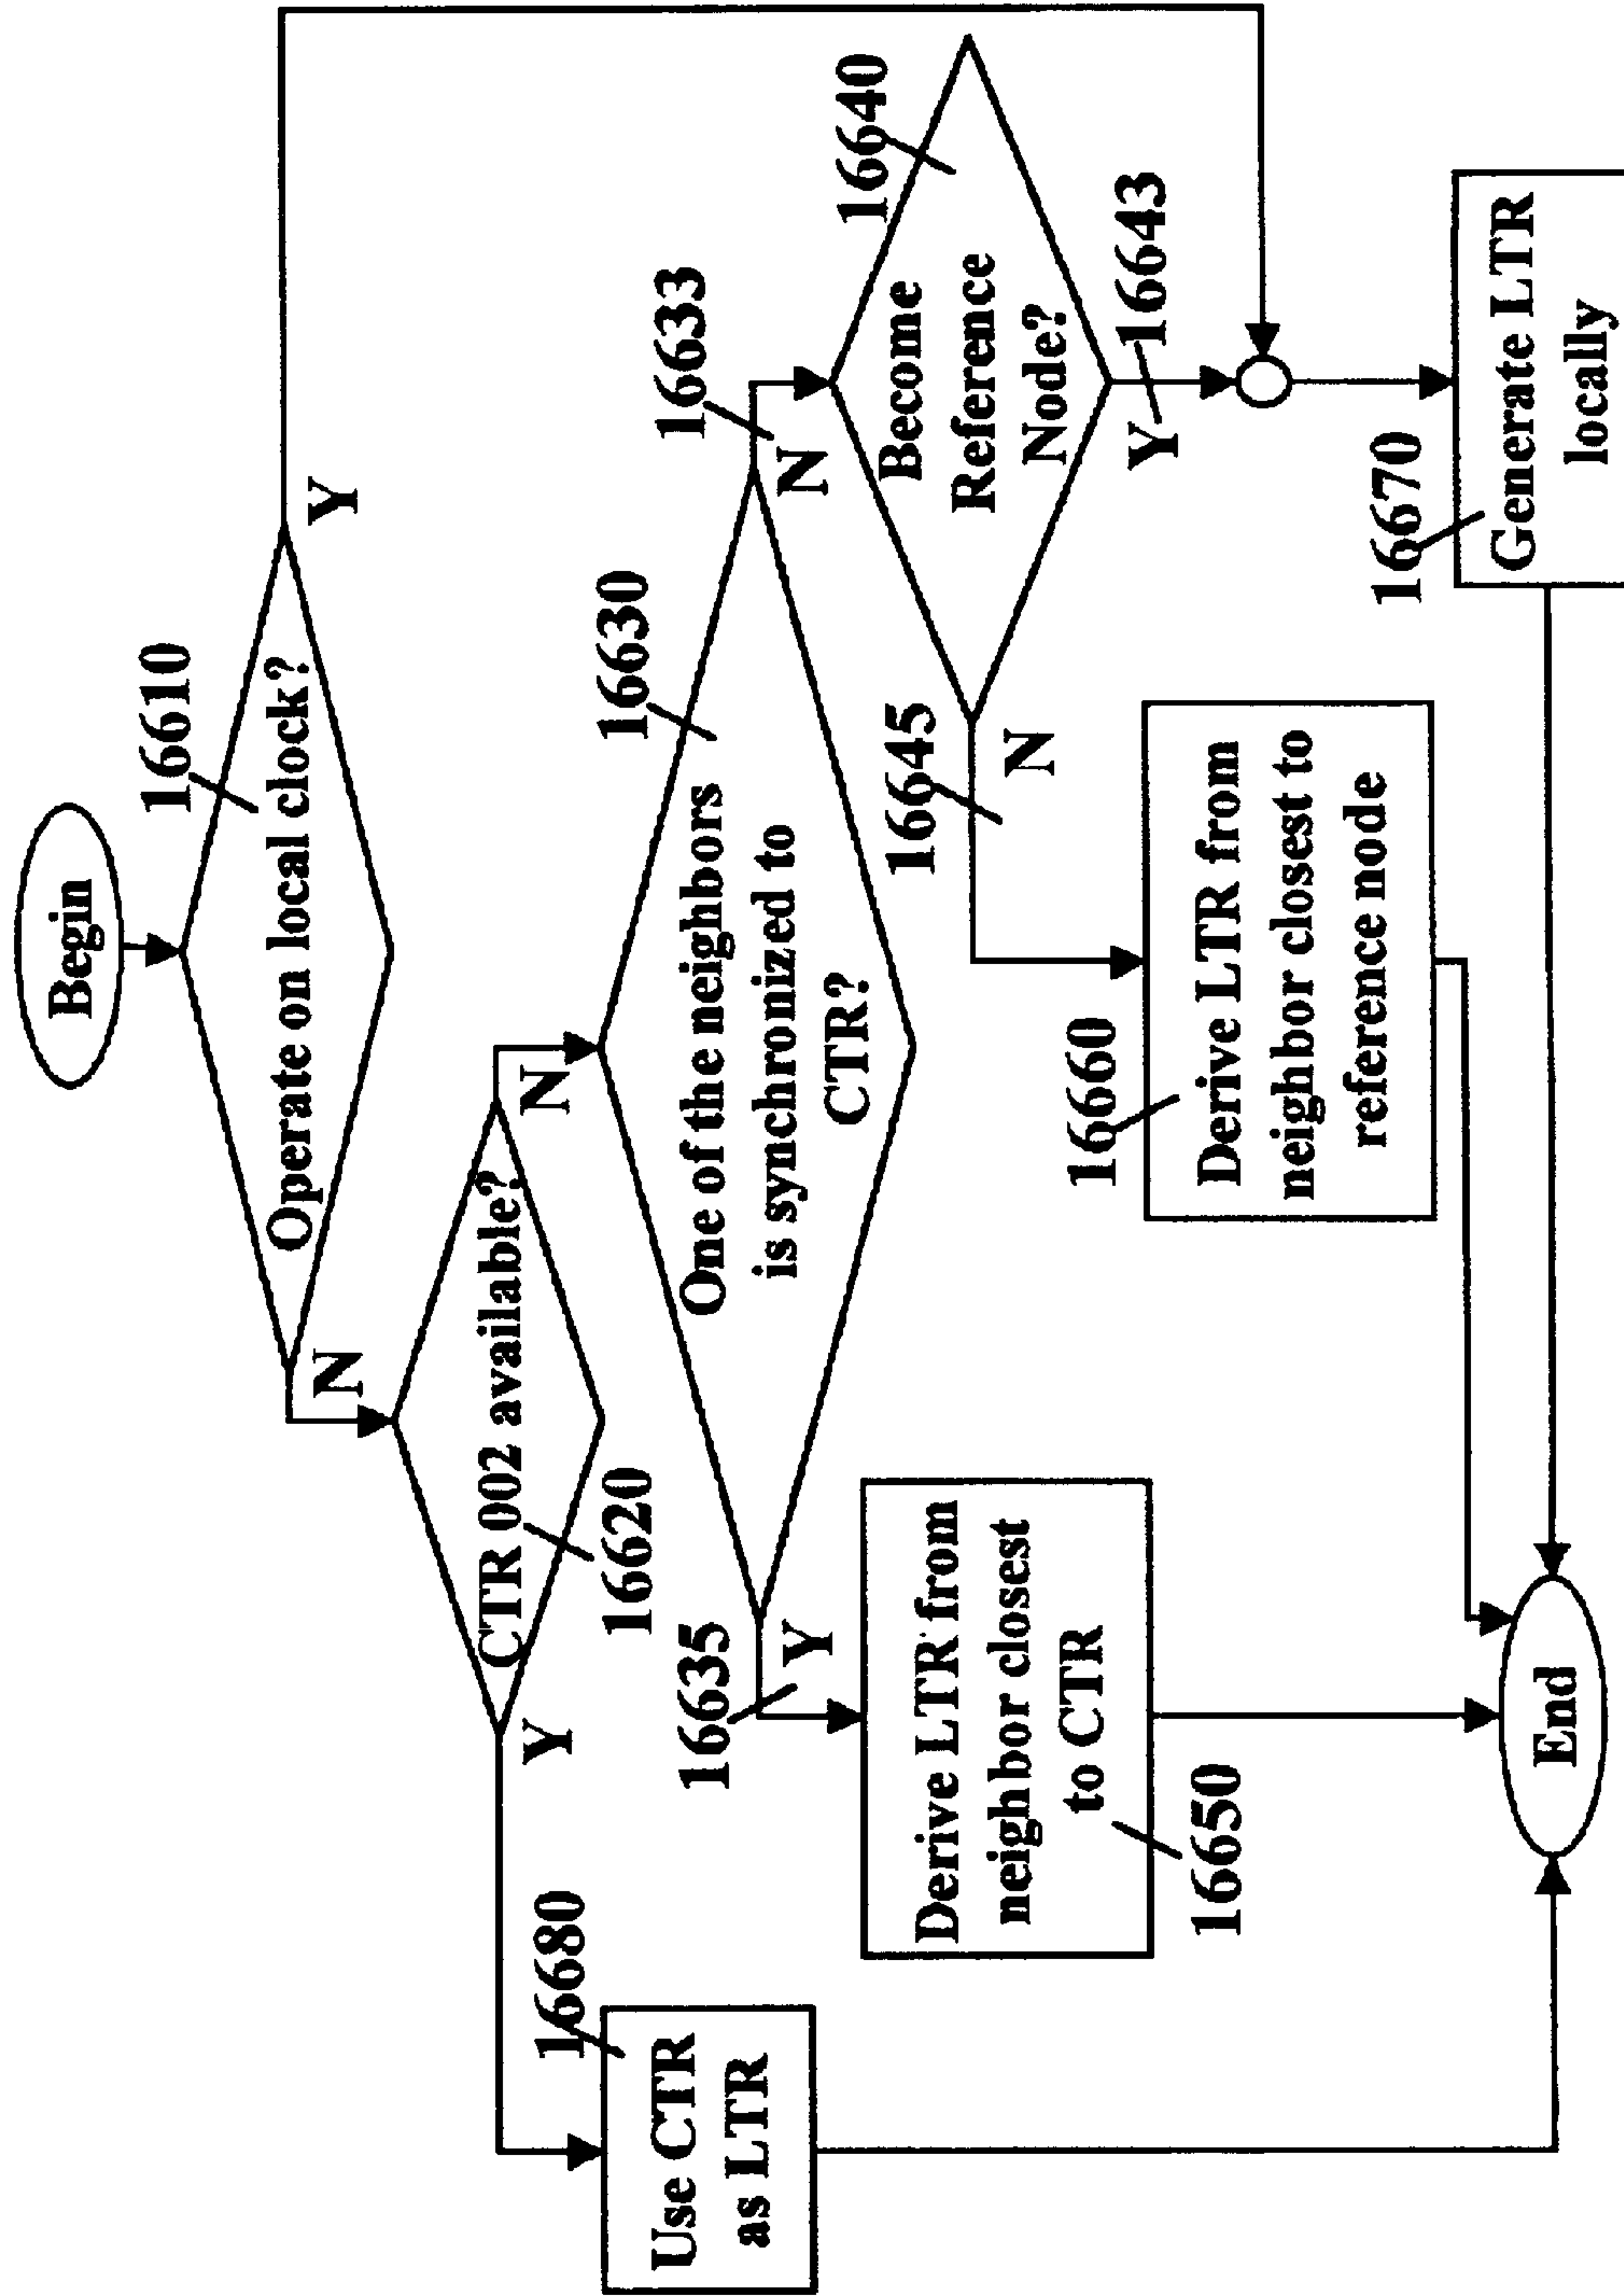 Begin
16610
Operate on local clock?
N
Y
CTR 002 available?
16620
Y
N
16680
Use CTR
as LTR
16630
One of the neighbors
is synchronized to
CTR?
16635
Y
16633
N
16640
Become
Reference
Node?
16645
N
Y
16643
Derive LTR from
neighbor closest
to CTR
16650
16660
Derive LTR from
neighbor closest to
reference node
16670
Generate LTR
locally
End